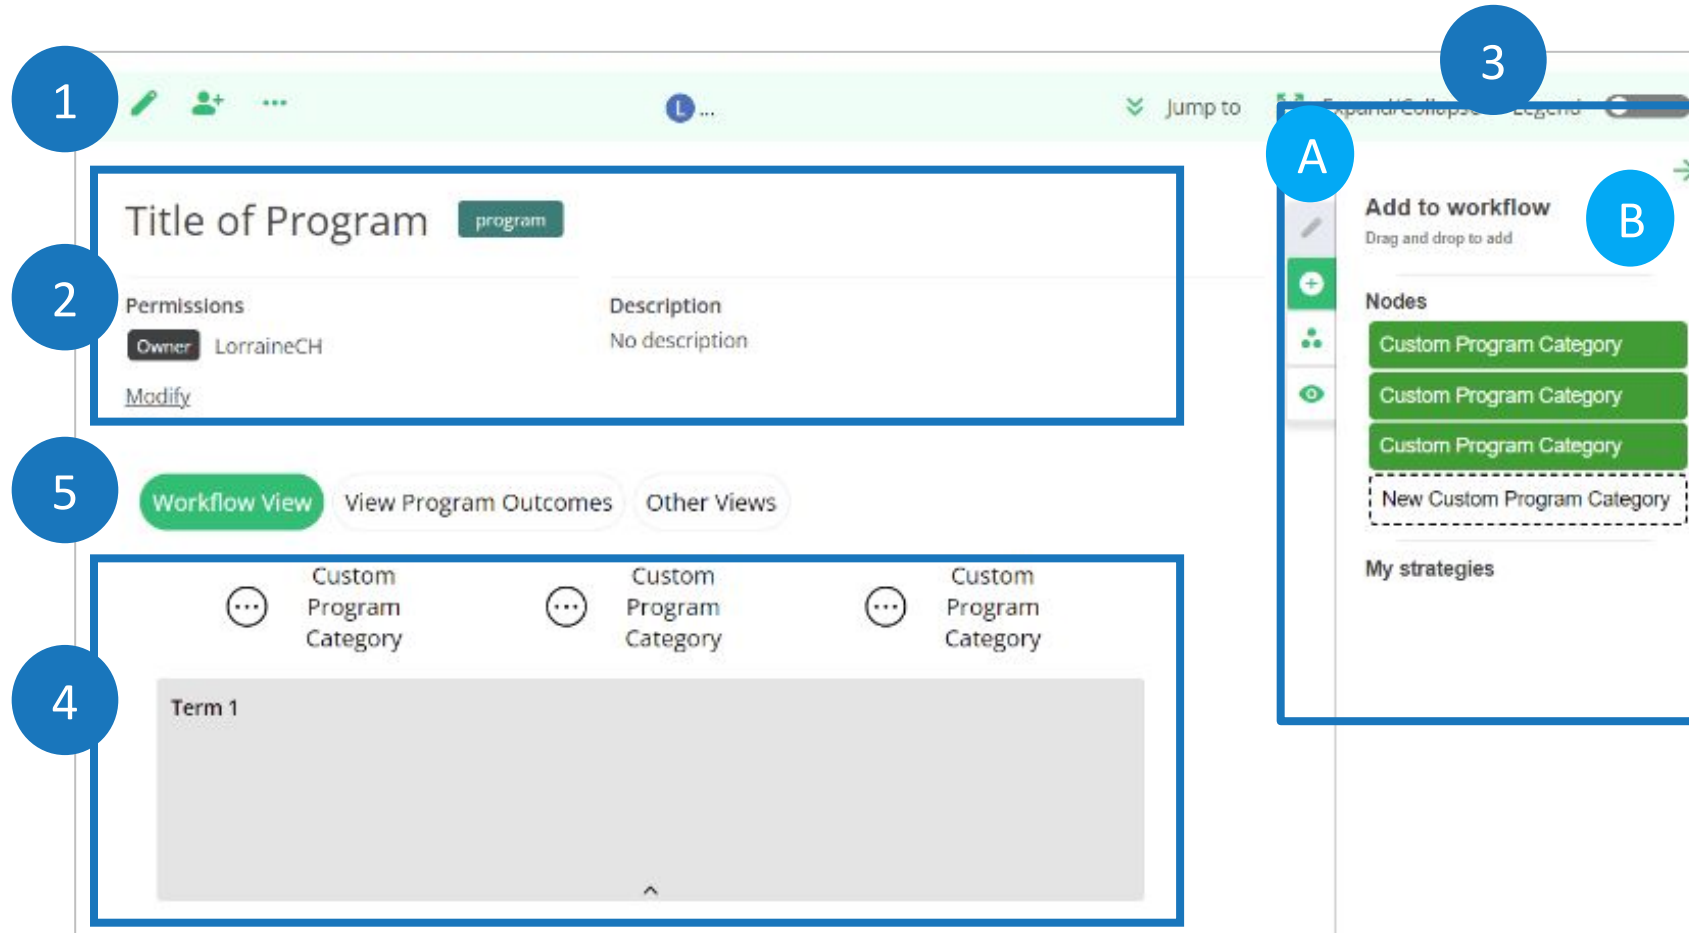 3
1
L ...
Jump to
Expand/Collapse
Legend
A
Title of Program
program
B
Add to workflow
Drag and drop to add
2
Permissions
Owner LorraineCH
Modify
Description
No description
Nodes
Custom Program Category
Custom Program Category
Custom Program Category
New Custom Program Category
My strategies
5
Workflow View
View Program Outcomes
Other Views
Custom
Program
Category
Custom
Program
Category
Custom
Program
Category
4
Term 1